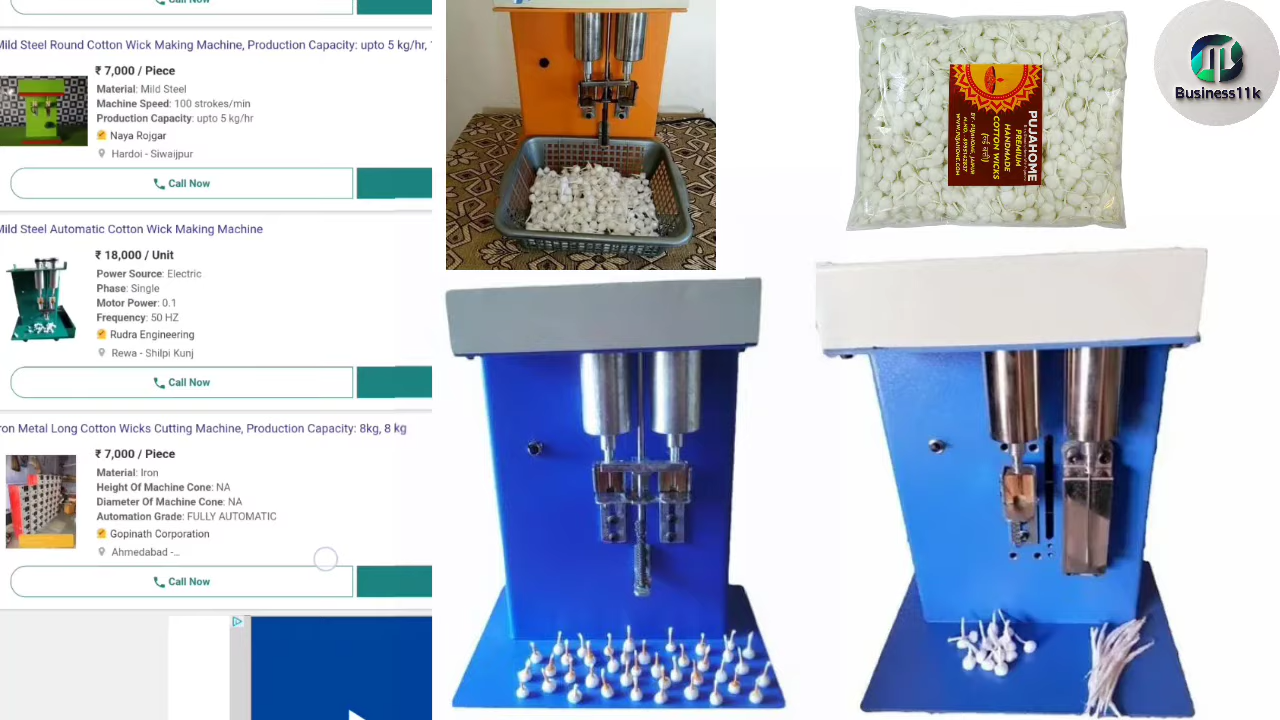 Call Now
Mild Steel Round Cotton Wick Making Machine, Production Capacity: upto 5 kg/hr,
₹ 7,000 / Piece
Material: Mild Steel
Machine Speed: 100 strokes/min
Production Capacity: upto 5 kg/hr
Naya Rojgar
Hardoi - Siwaijpur
Call Now
Mild Steel Automatic Cotton Wick Making Machine
₹ 18,000 / Unit
Power Source: Electric
Phase: Single
Motor Power: 0.1
Frequency: 50 HZ
Rudra Engineering
Rewa - Shilpi Kunj
Call Now
ron Metal Long Cotton Wicks Cutting Machine, Production Capacity: 8kg, 8 kg
₹ 7,000 / Piece
Material: Iron
Height Of Machine Cone: NA
Diameter Of Machine Cone: NA
Automation Grade: FULLY AUTOMATIC
Gopinath Corporation
Ahmedabad -...
Call Now
PUJAHOME
PREMIUM
HANDMADE
COTTON WICKS
Business11k